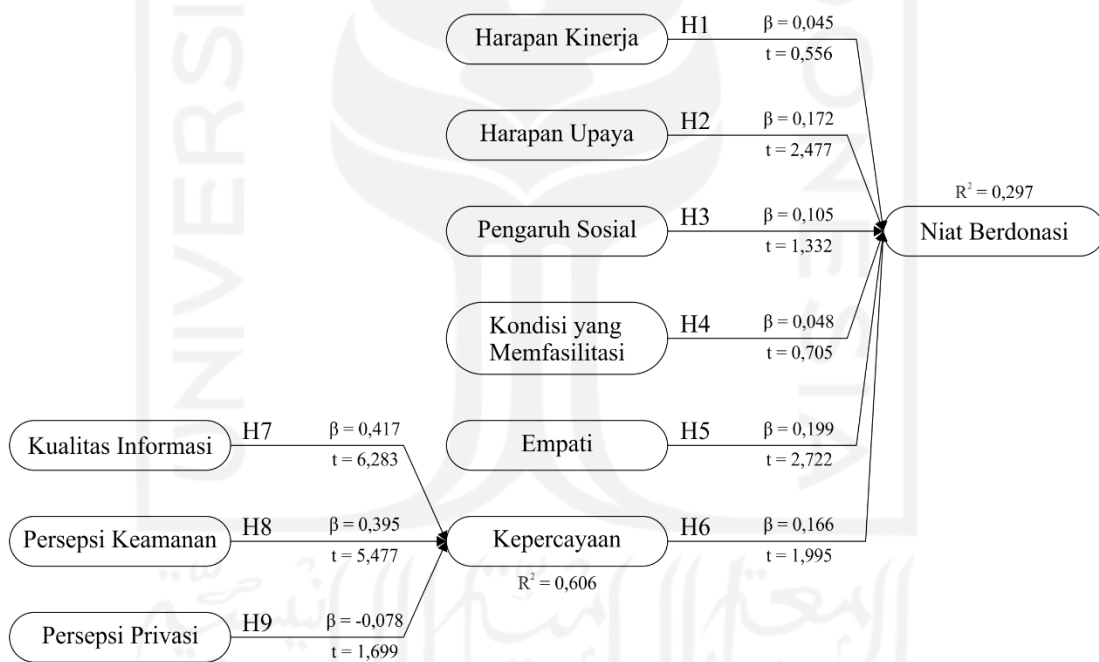 Harapan Kinerja
H1
β = 0,045
t = 0,556
Harapan Upaya
H2
β = 0,172
t = 2,477
R² = 0,297
Pengaruh Sosial
H3
β = 0,105
t = 1,332
Niat Berdonasi
Kondisi yang
Memfasilitasi
H4
β = 0,048
t = 0,705
Kualitas Informasi
H7
β = 0,417
t = 6,283
Empati
H5
β = 0,199
t = 2,722
Persepsi Keamanan
H8
β = 0,395
t = 5,477
Kepercayaan
H6
β = 0,166
t = 1,995
R² = 0,606
Persepsi Privasi
H9
β = -0,078
t = 1,699
UNIVERSI
ONESIA